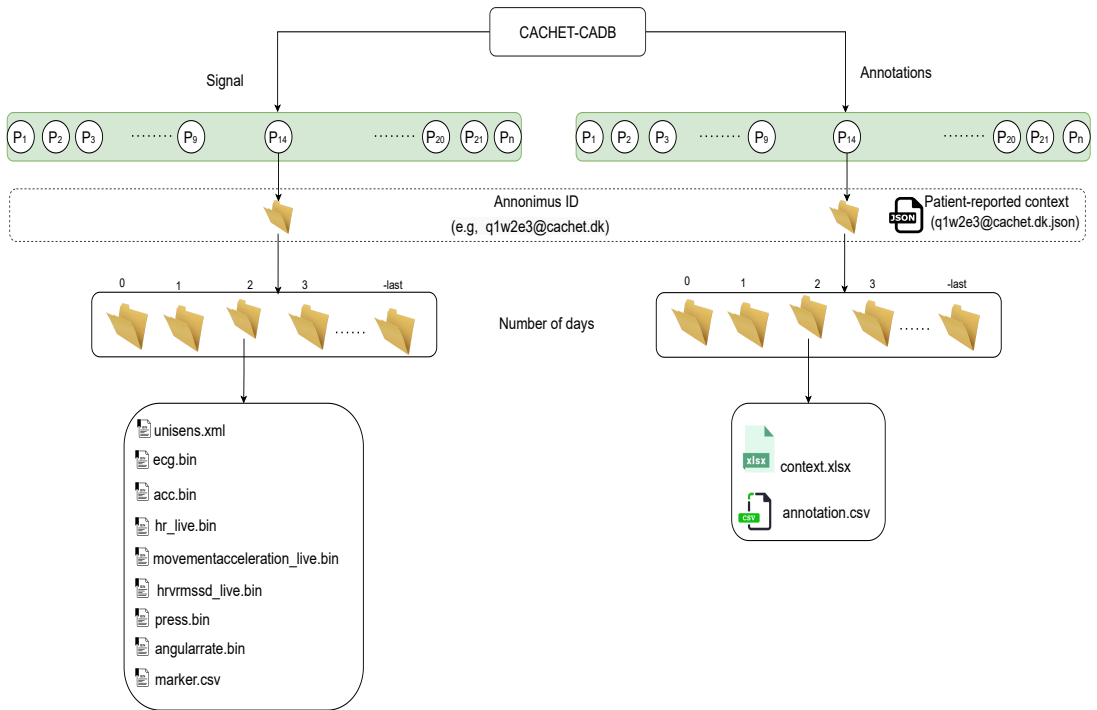 CACHET-CADB
Signal
Annotations
P1 P2 P3 ........ P9 P14 ........ P20 P21 Pn
P1 P2 P3 ........ P9 P14 ........ P20 P21 Pn
Annonimus ID
(e.g, q1w2e3@cachet.dk)
JSON
Patient-reported context
(q1w2e3@cachet.dk.json)
0 1 2 3 -last
......
Number of days
0 1 2 3 -last
......
unisens.xml
ecg.bin
acc.bin
hr_live.bin
movementacceleration_live.bin
hrvrmssd_live.bin
press.bin
angularrate.bin
marker.csv
xlsx
context.xlsx
CSV
annotation.csv